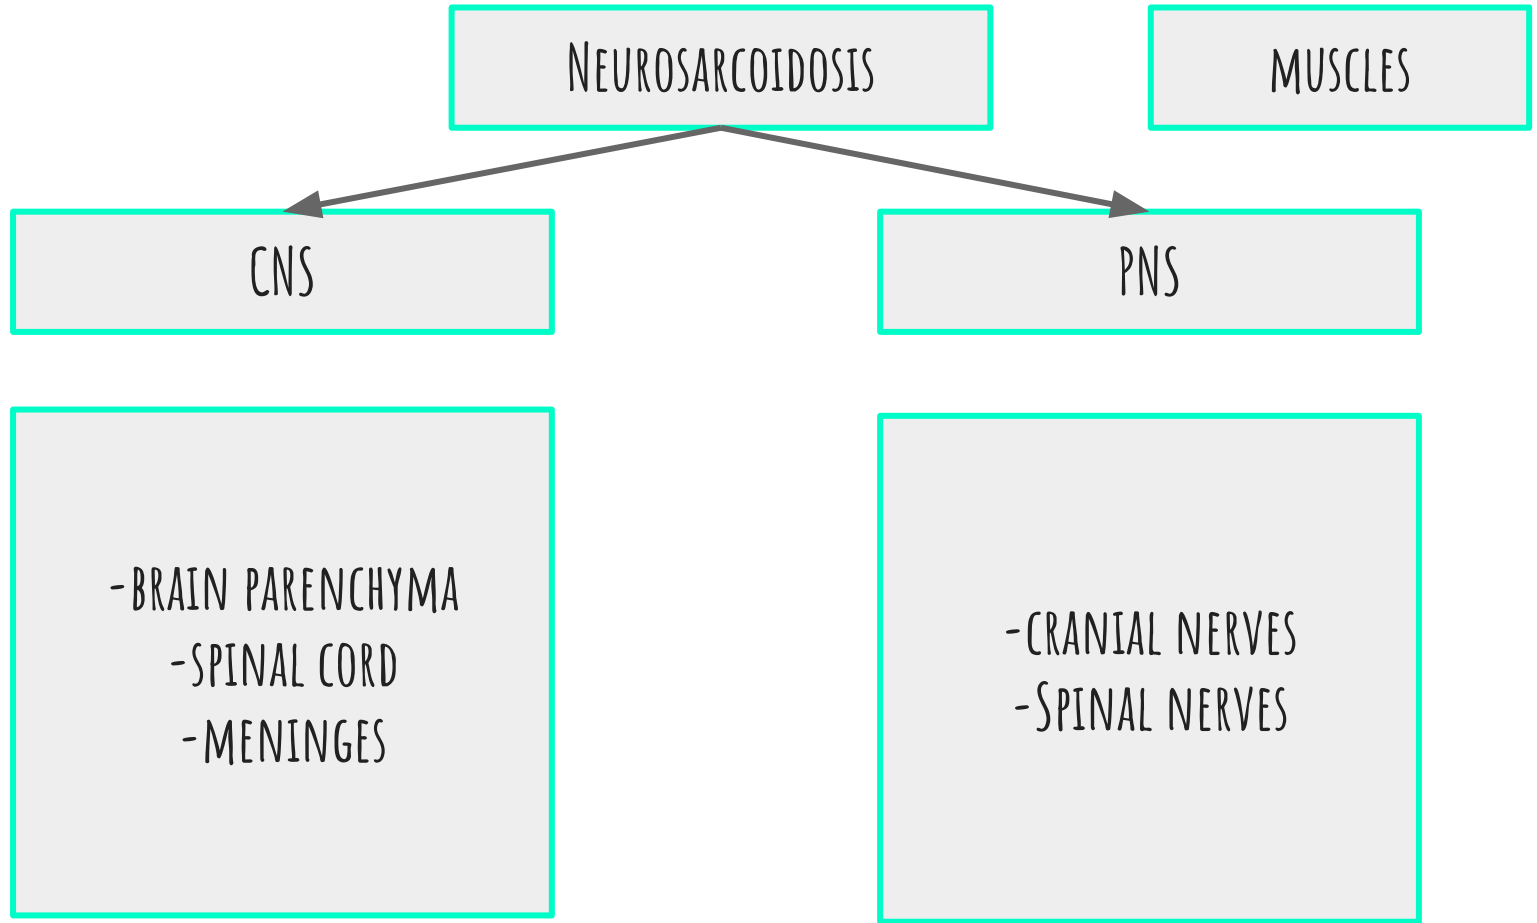 Neurosarcoidosis
muscles
CNS
PNS
-brain parenchyma
-spinal cord
-meninges
-cranial nerves
-Spinal nerves